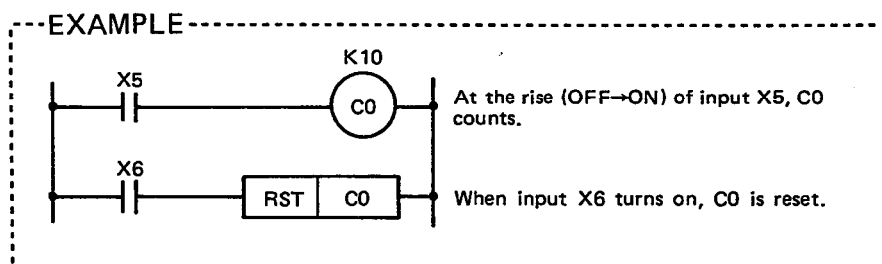 EXAMPLE
K10
X5
C0
At the rise (OFF→ON) of input X5, C0
counts.
X6
RST C0
When input X6 turns on, C0 is reset.